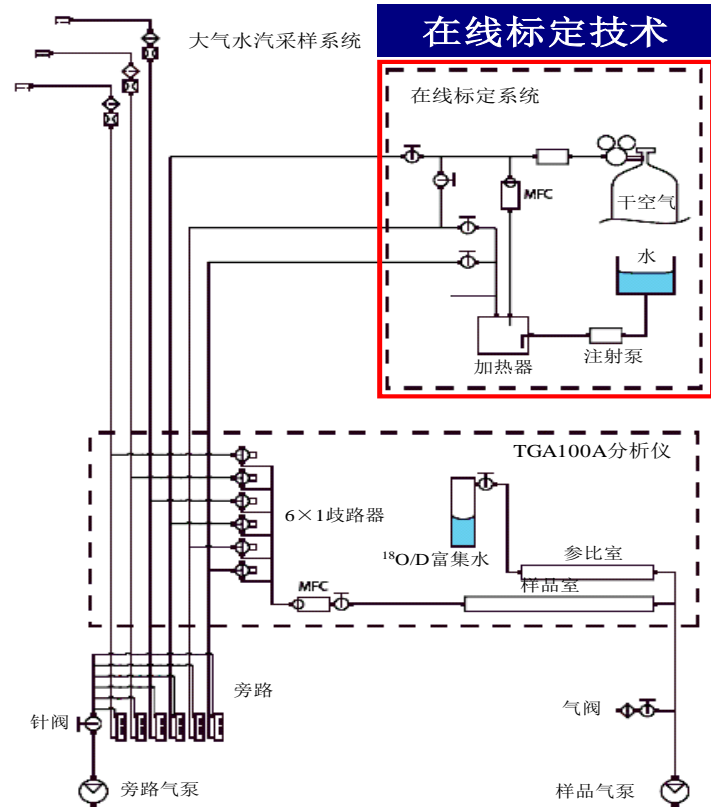 大气水汽采样系统
在线标定技术
在线标定系统
MFC
干空气
水
注射泵
加热器
TGA100A分析仪
6×1歧路器
¹⁸O/D富集水
参比室
样品室
MFC
旁路
针阀
气阀
旁路气泵
样品气泵